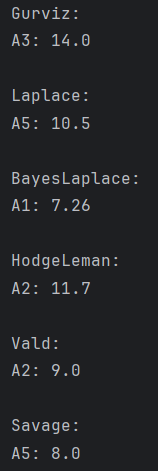 Gurviz:
A3: 14.0
Laplace:
A5: 10.5
BayesLaplace:
A1: 7.26
HodgeLeman:
A2: 11.7
Vald:
A2: 9.0
Savage:
A5: 8.0